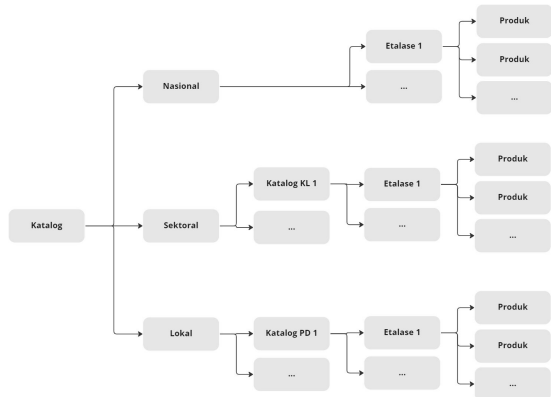 Katalog
Nasional
Etalase 1
...
Produk
Produk
...
Sektoral
Katalog KL 1
...
Etalase 1
...
Produk
Produk
...
Lokal
Katalog PD 1
...
Etalase 1
...
Produk
Produk
...